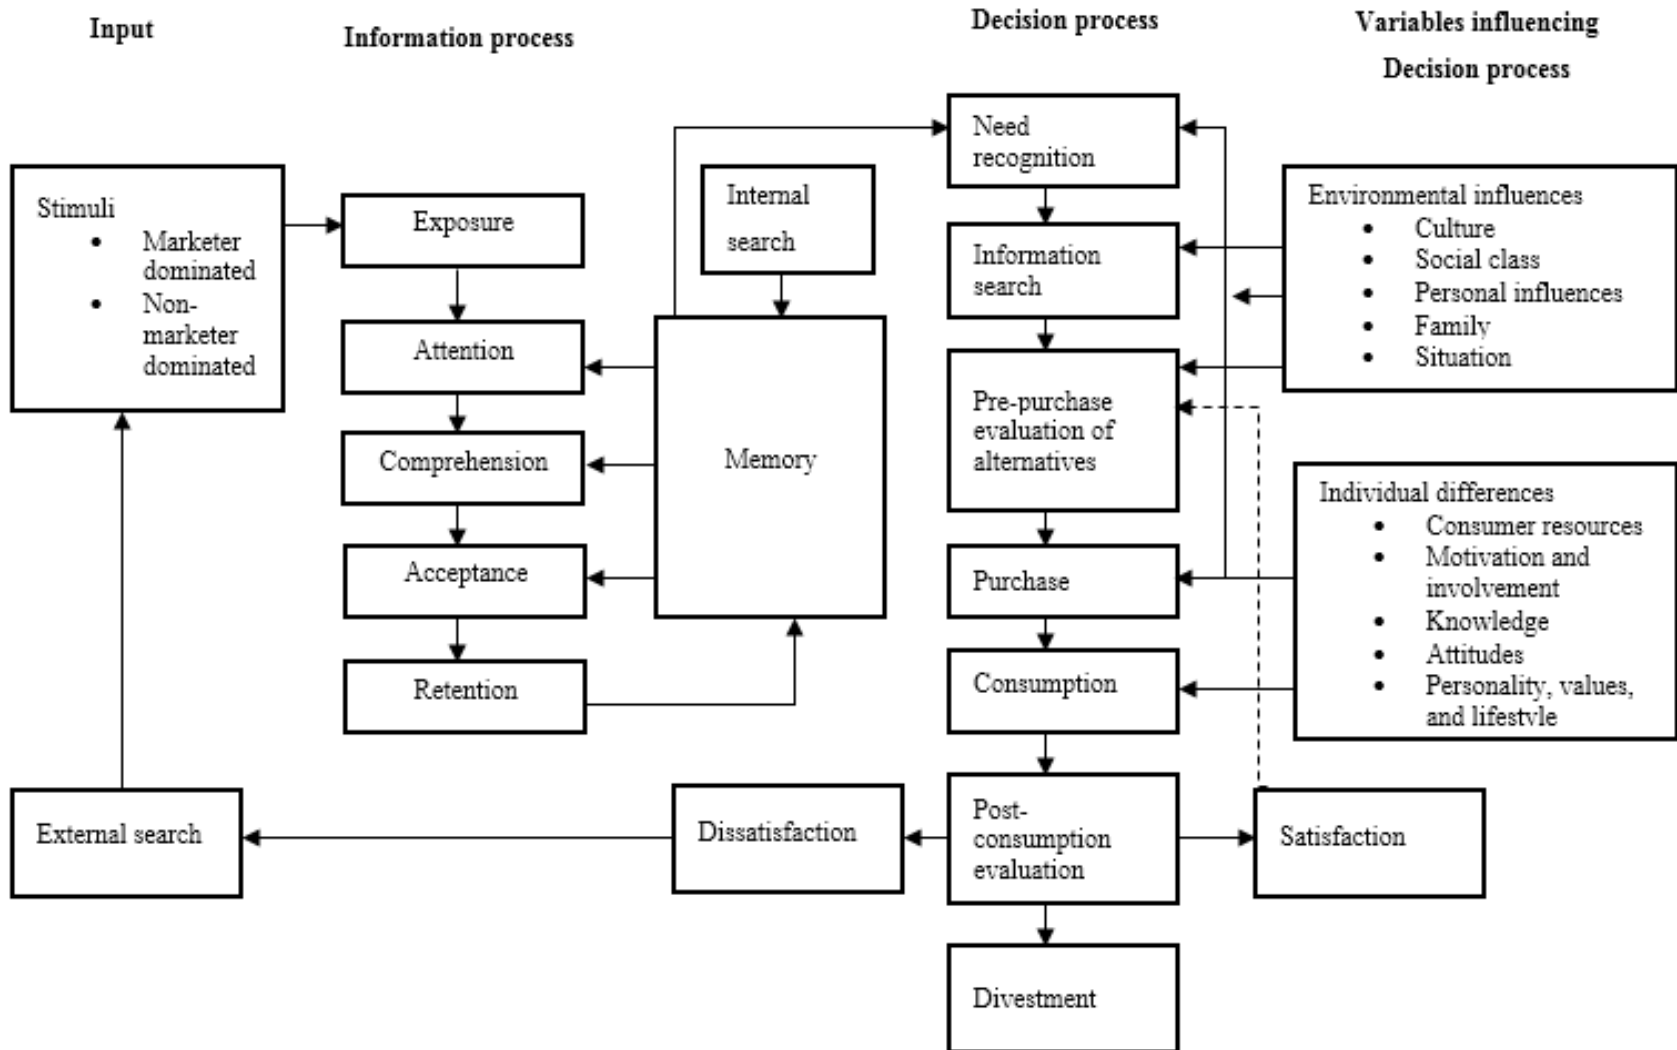 Input
Information process
Decision process
Variables influencing
Decision process
Stimuli
• Marketer
dominated
• Non-
marketer
dominated
External search
Exposure
Attention
Comprehension
Acceptance
Retention
Internal
search
Memory
Dissatisfaction
Need
recognition
Information
search
Pre-purchase
evaluation of
alternatives
Purchase
Consumption
Post-
consumption
evaluation
Divestment
Environmental influences
• Culture
• Social class
• Personal influences
• Family
• Situation
Individual differences
• Consumer resources
• Motivation and
involvement
• Knowledge
• Attitudes
• Personality, values,
and lifestyle
Satisfaction